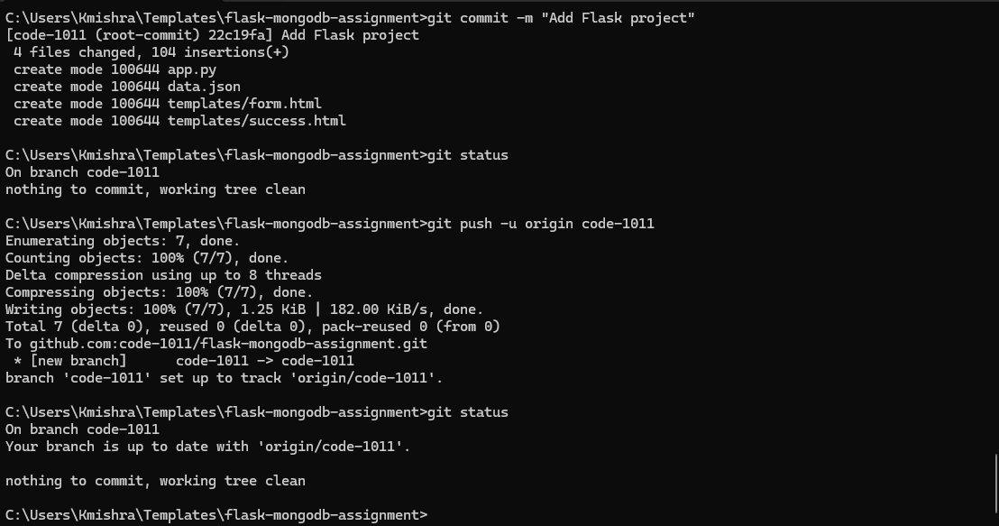 C:\Users\Kmishra\Templates\flask-mongodb-assignment>git commit -m "Add Flask project"
[code-1011 (root-commit) 22c19fa] Add Flask project
 4 files changed, 104 insertions(+)
 create mode 100644 app.py
 create mode 100644 data.json
 create mode 100644 templates/form.html
 create mode 100644 templates/success.html
C:\Users\Kmishra\Templates\flask-mongodb-assignment>git status
On branch code-1011
nothing to commit, working tree clean
C:\Users\Kmishra\Templates\flask-mongodb-assignment>git push -u origin code-1011
Enumerating objects: 7, done.
Counting objects: 100% (7/7), done.
Delta compression using up to 8 threads
Compressing objects: 100% (7/7), done.
Writing objects: 100% (7/7), 1.25 KiB | 182.00 KiB/s, done.
Total 7 (delta 0), reused 0 (delta 0), pack-reused 0 (from 0)
To github.com:code-1011/flask-mongodb-assignment.git
 * [new branch]      code-1011 -> code-1011
branch 'code-1011' set up to track 'origin/code-1011'.
C:\Users\Kmishra\Templates\flask-mongodb-assignment>git status
On branch code-1011
Your branch is up to date with 'origin/code-1011'.
nothing to commit, working tree clean
C:\Users\Kmishra\Templates\flask-mongodb-assignment>